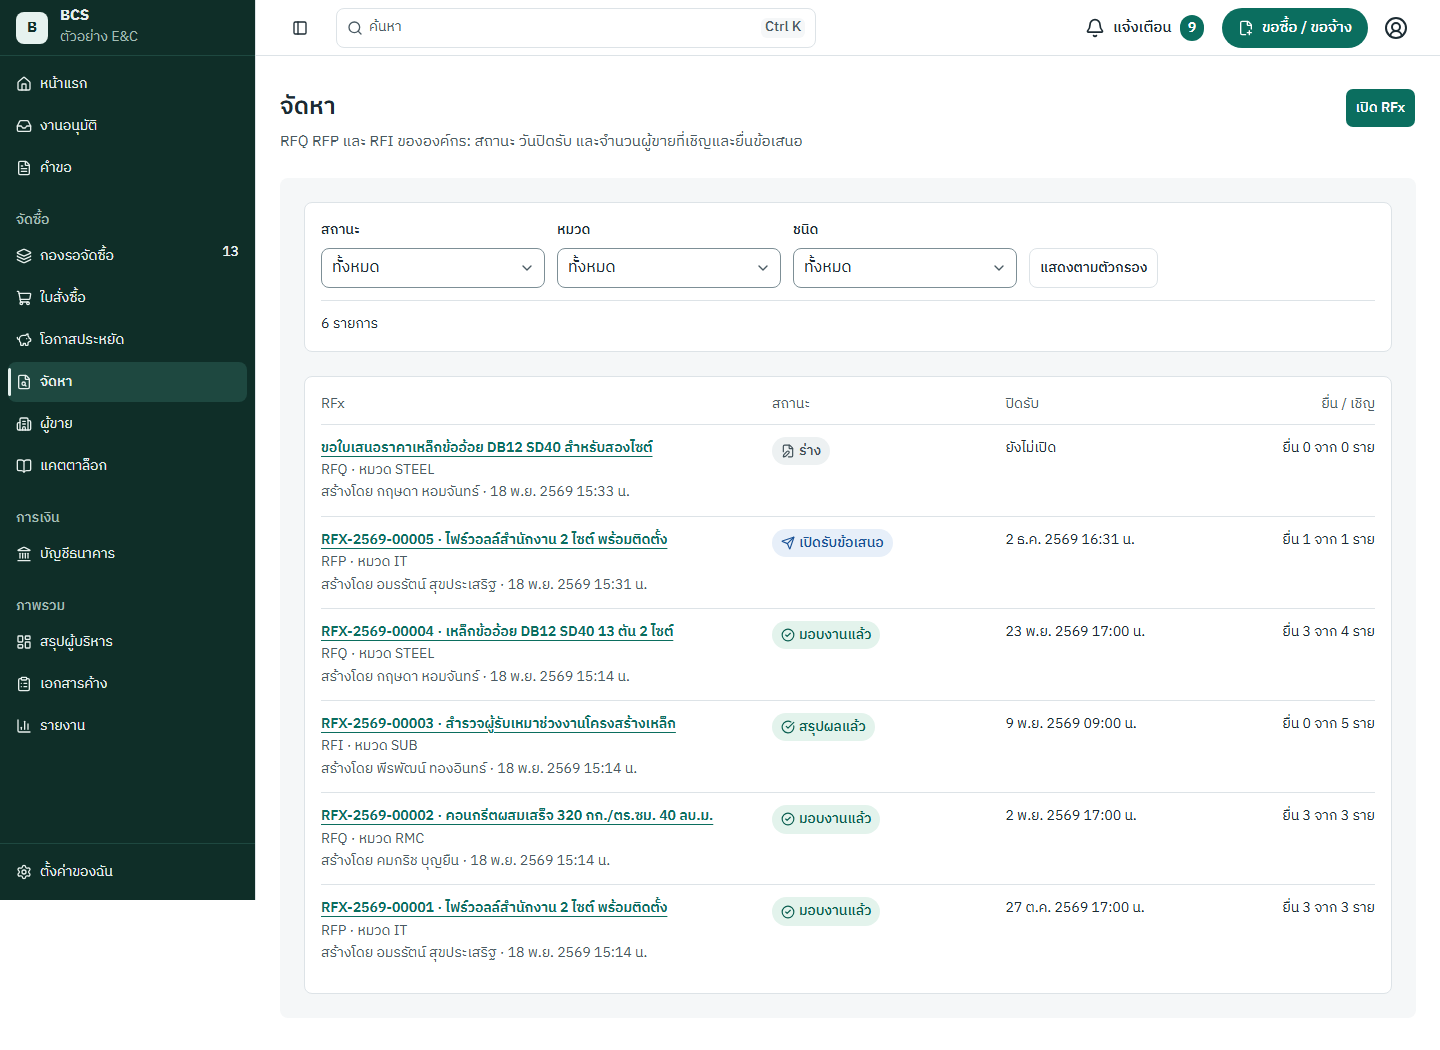 B
BCS
ตัวอย่าง E&C
ค้นหา
Ctrl K
แจ้งเตือน 9
ขอซื้อ / ขอจ้าง
หน้าแรก
งานอนุมัติ
คำขอ
จัดซื้อ
กองรอจัดซื้อ 13
ใบสั่งซื้อ
โอกาสประหยัด
จัดหา
ผู้ขาย
แคตตาล็อก
การเงิน
บัญชีธนาคาร
ภาพรวม
สรุปผู้บริหาร
เอกสารค้าง
รายงาน
ตั้งค่าของฉัน
จัดหา
เปิด RFx
RFQ RFP และ RFI ขององค์กร: สถานะ วันปิดรับ และจำนวนผู้ขายที่เชิญและยื่นข้อเสนอ
สถานะ หมวด ชนิด
ทั้งหมด ทั้งหมด ทั้งหมด แสดงตามตัวกรอง
6 รายการ
RFx สถานะ ปิดรับ ยื่น / เชิญ
ขอใบเสนอราคาเหล็กข้ออ้อย DB12 SD40 สำหรับสองไซต์ ร่าง ยังไม่เปิด ยื่น 0 จาก 0 ราย
RFQ · หมวด STEEL
สร้างโดย กฤษดา หอมจันทร์ · 18 พ.ย. 2569 15:33 น.
RFX-2569-00005 · ไฟร์วอลล์สำนักงาน 2 ไซต์ พร้อมติดตั้ง เปิดรับข้อเสนอ 2 ธ.ค. 2569 16:31 น. ยื่น 1 จาก 1 ราย
RFP · หมวด IT
สร้างโดย อมรรัตน์ สุขประเสริฐ · 18 พ.ย. 2569 15:31 น.
RFX-2569-00004 · เหล็กข้ออ้อย DB12 SD40 13 ตัน 2 ไซต์ มอบงานแล้ว 23 พ.ย. 2569 17:00 น. ยื่น 3 จาก 4 ราย
RFQ · หมวด STEEL
สร้างโดย กฤษดา หอมจันทร์ · 18 พ.ย. 2569 15:14 น.
RFX-2569-00003 · สำรวจผู้รับเหมาช่วงงานโครงสร้างเหล็ก สรุปผลแล้ว 9 พ.ย. 2569 09:00 น. ยื่น 0 จาก 5 ราย
RFI · หมวด SUB
สร้างโดย พีรพัฒน์ ทองอินทร์ · 18 พ.ย. 2569 15:14 น.
RFX-2569-00002 · คอนกรีตผสมเสร็จ 320 กก./ตร.ซม. 40 ลบ.ม. มอบงานแล้ว 2 พ.ย. 2569 17:00 น. ยื่น 3 จาก 3 ราย
RFQ · หมวด RMC
สร้างโดย คมกริช บุญยืน · 18 พ.ย. 2569 15:14 น.
RFX-2569-00001 · ไฟร์วอลล์สำนักงาน 2 ไซต์ พร้อมติดตั้ง มอบงานแล้ว 27 ต.ค. 2569 17:00 น. ยื่น 3 จาก 3 ราย
RFP · หมวด IT
สร้างโดย อมรรัตน์ สุขประเสริฐ · 18 พ.ย. 2569 15:14 น.